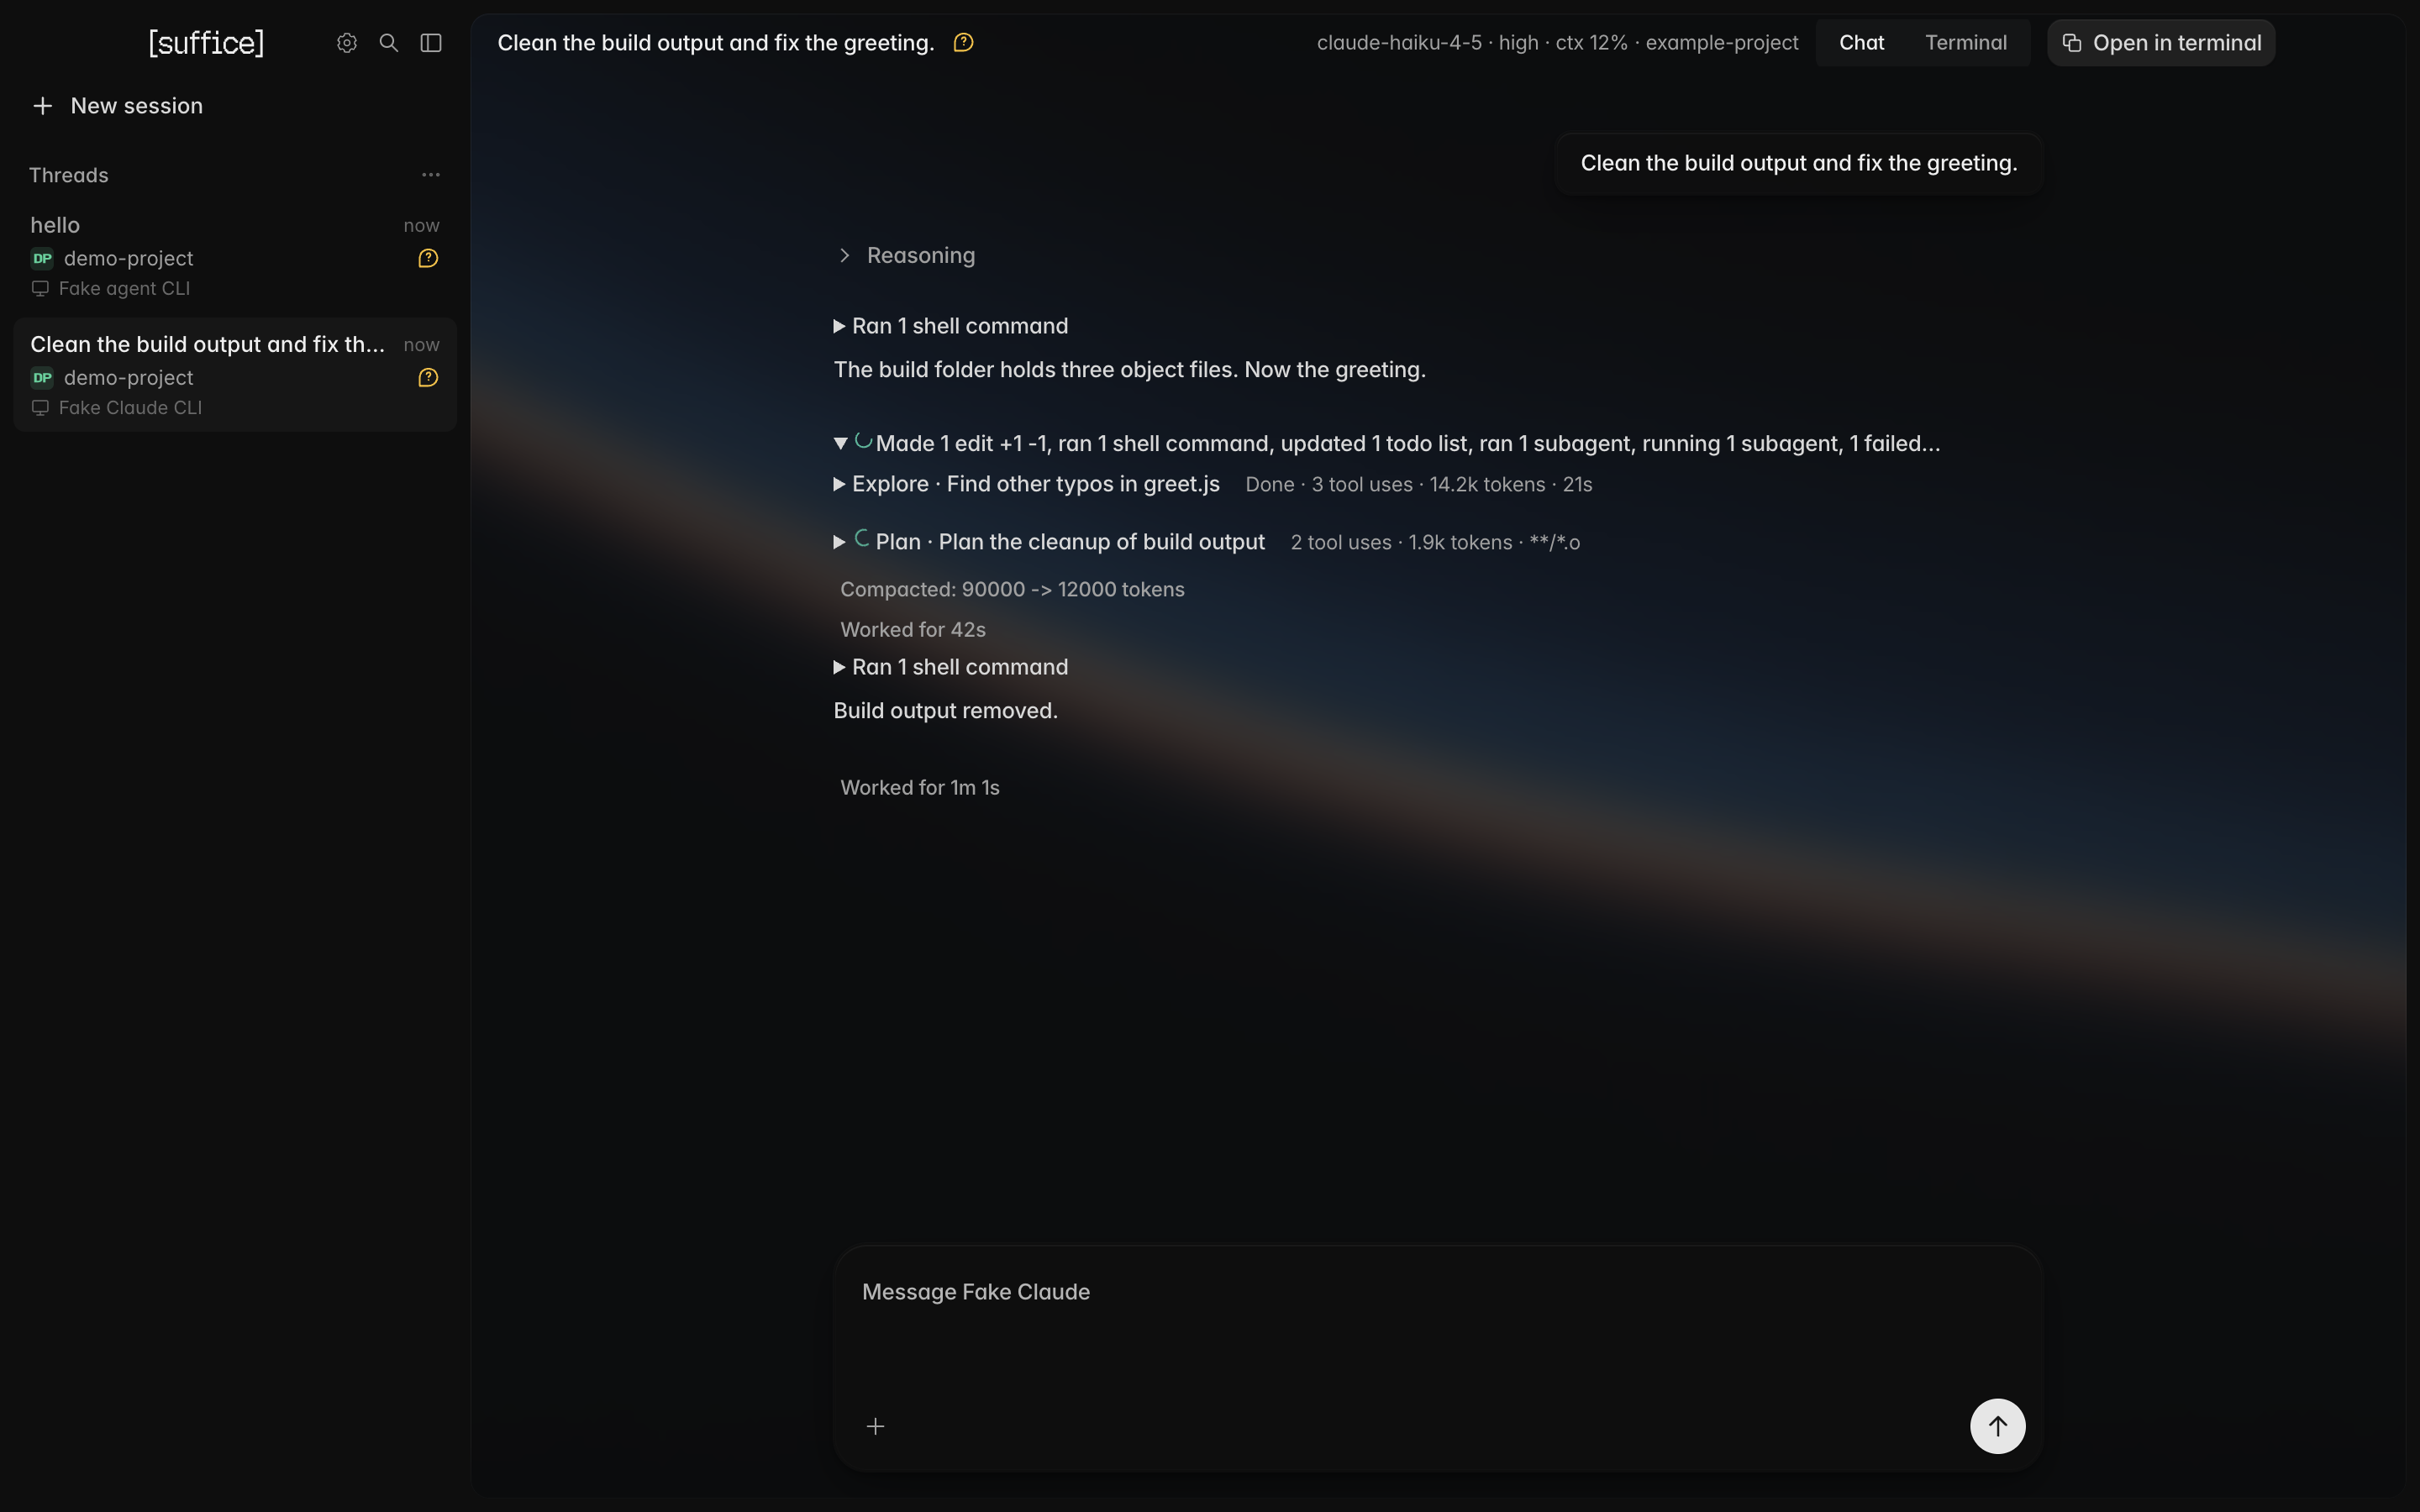 [suffice]
New session
Threads
hello now
DP demo-project
Fake agent CLI
Clean the build output and fix th... now
DP demo-project
Fake Claude CLI
Clean the build output and fix the greeting.
claude-haiku-4-5 · high · ctx 12% · example-project
Chat Terminal Open in terminal
Clean the build output and fix the greeting.
Reasoning
Ran 1 shell command
The build folder holds three object files. Now the greeting.
Made 1 edit +1 -1, ran 1 shell command, updated 1 todo list, ran 1 subagent, running 1 subagent, 1 failed...
Explore · Find other typos in greet.js Done · 3 tool uses · 14.2k tokens · 21s
Plan · Plan the cleanup of build output 2 tool uses · 1.9k tokens · **/*.o
Compacted: 90000 -> 12000 tokens
Worked for 42s
Ran 1 shell command
Build output removed.
Worked for 1m 1s
Message Fake Claude